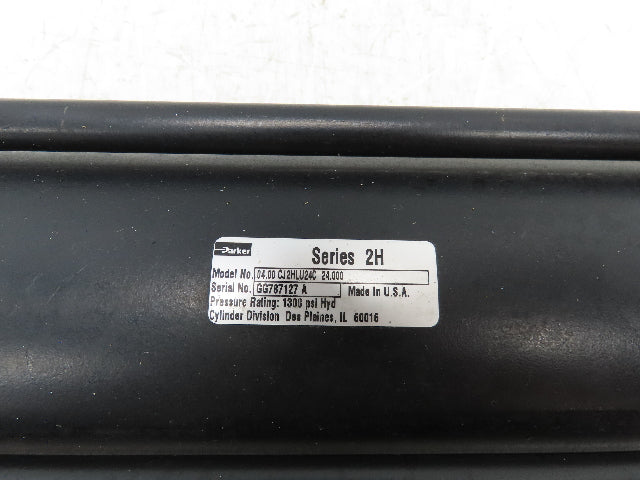 Parker
Series 2H
Model No. 04.00 CJ2HLU24C 24.000
Serial No. GG787127 A Made In U.S.A.
Pressure Rating: 1300 psi Hyd
Cylinder Division Des Plaines, IL 60016